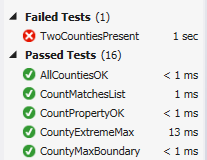 Failed Tests (1)
TwoCountiesPresent 1 sec
Passed Tests (16)
AllCountiesOK < 1 ms
CountMatchesList 1 ms
CountPropertyOK < 1 ms
CountyExtremeMax 13 ms
CountyMaxBoundary < 1 ms